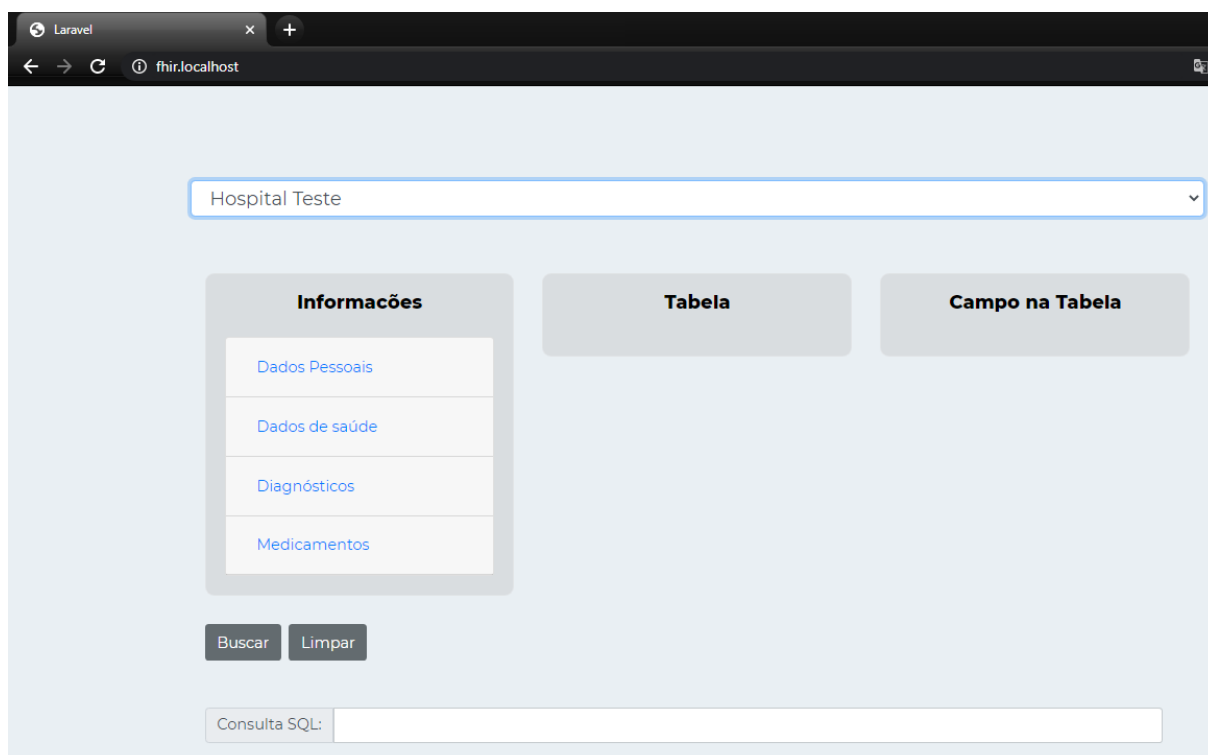 Laravel
fhir.localhost
Hospital Teste
Informacões
Tabela
Campo na Tabela
Dados Pessoais
Dados de saúde
Diagnósticos
Medicamentos
Buscar
Limpar
Consulta SQL: